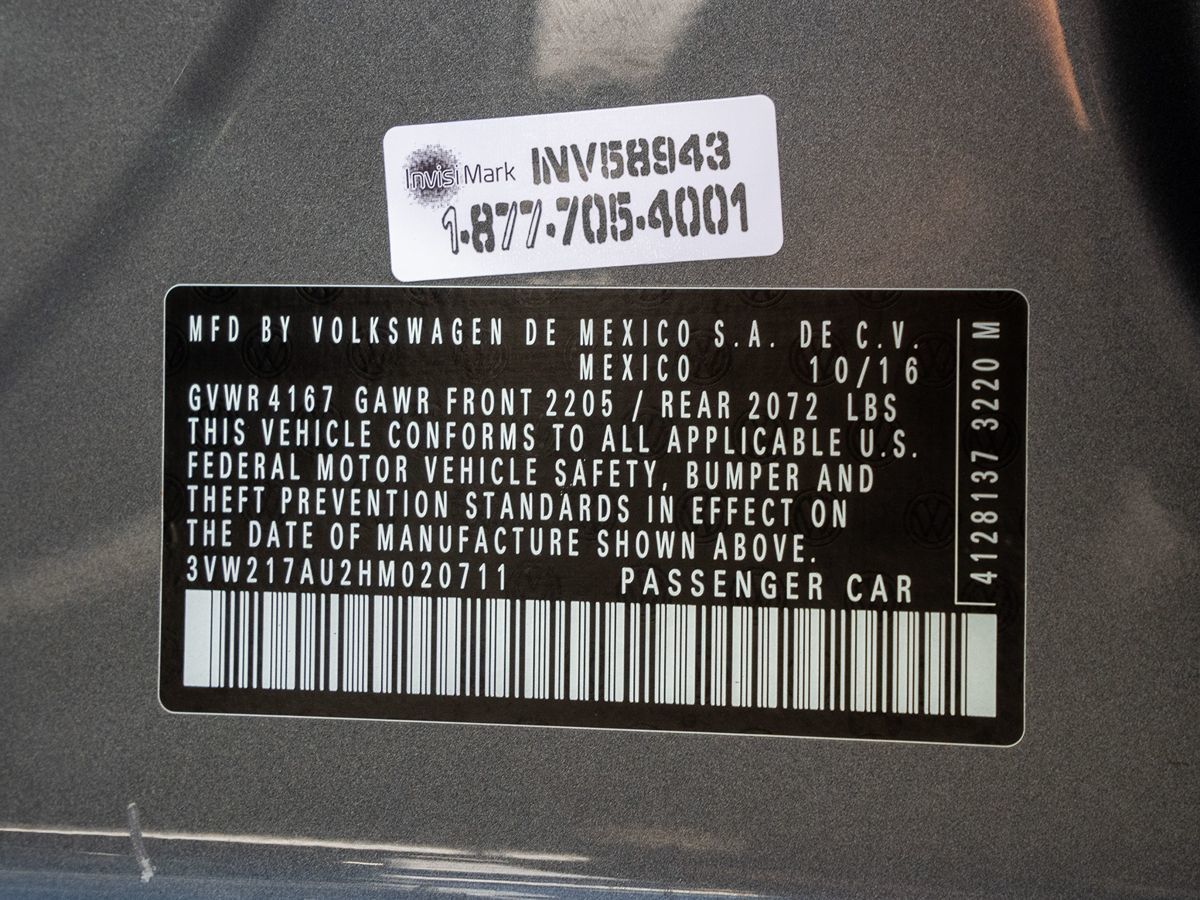 Invisi Mark INV58943
1-877-705-4001
MFD BY VOLKSWAGEN DE MEXICO S.A. DE C.V.
MEXICO 10/16
GVWR 4167 GAWR FRONT 2205 / REAR 2072 LBS
THIS VEHICLE CONFORMS TO ALL APPLICABLE U.S.
FEDERAL MOTOR VEHICLE SAFETY, BUMPER AND
THEFT PREVENTION STANDARDS IN EFFECT ON
THE DATE OF MANUFACTURE SHOWN ABOVE.
3VW217AU2HM020711 PASSENGER CAR
4128137 3220 M